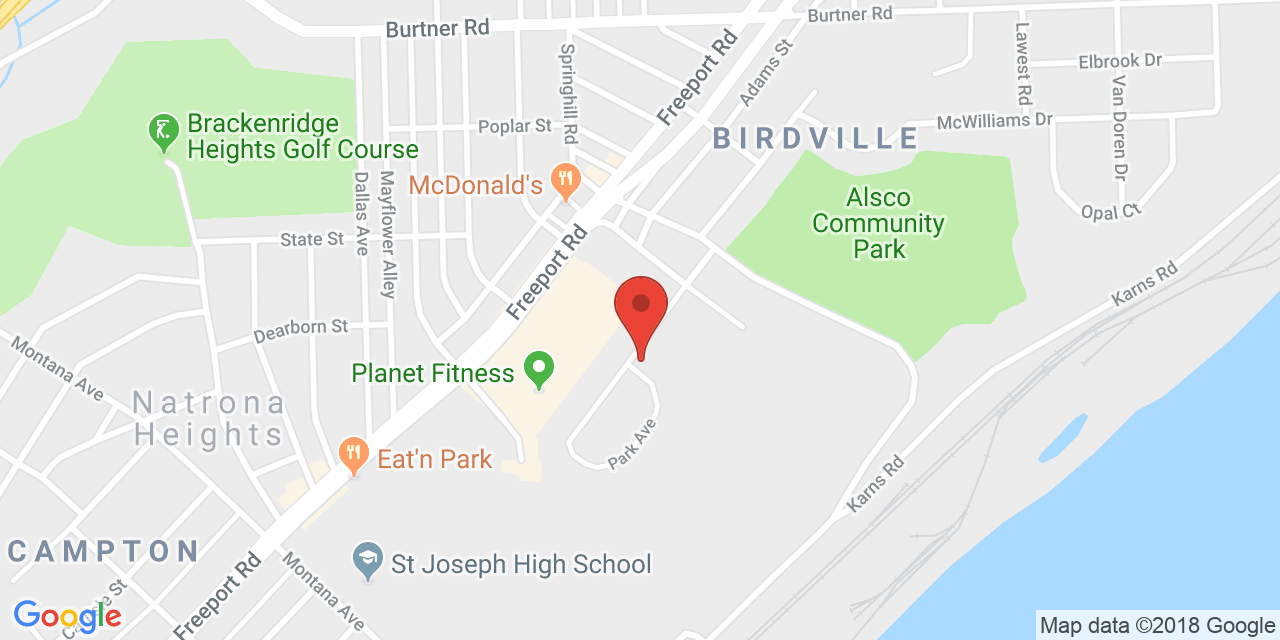 Burtner Rd
Burtner Rd
Freeport Rd
Adams St
Lawest Rd
Elbrook Dr
Van Doren Dr
Springhill Rd
Brackenridge
Heights Golf Course
Poplar St
BIRDVILLE
McWilliams Dr
McDonald's
Dallas Ave
Mayflower Alley
Alsco
Community
Park
Opal Ct
State St
Freeport Rd
Karns Rd
Dearborn St
Montana Ave
Planet Fitness
Natrona
Heights
Eat'n Park
Park Ave
Karns Rd
CAMPTON
St Joseph High School
Freeport Rd
Montana Ave
St
Google
Map data ©2018 Google